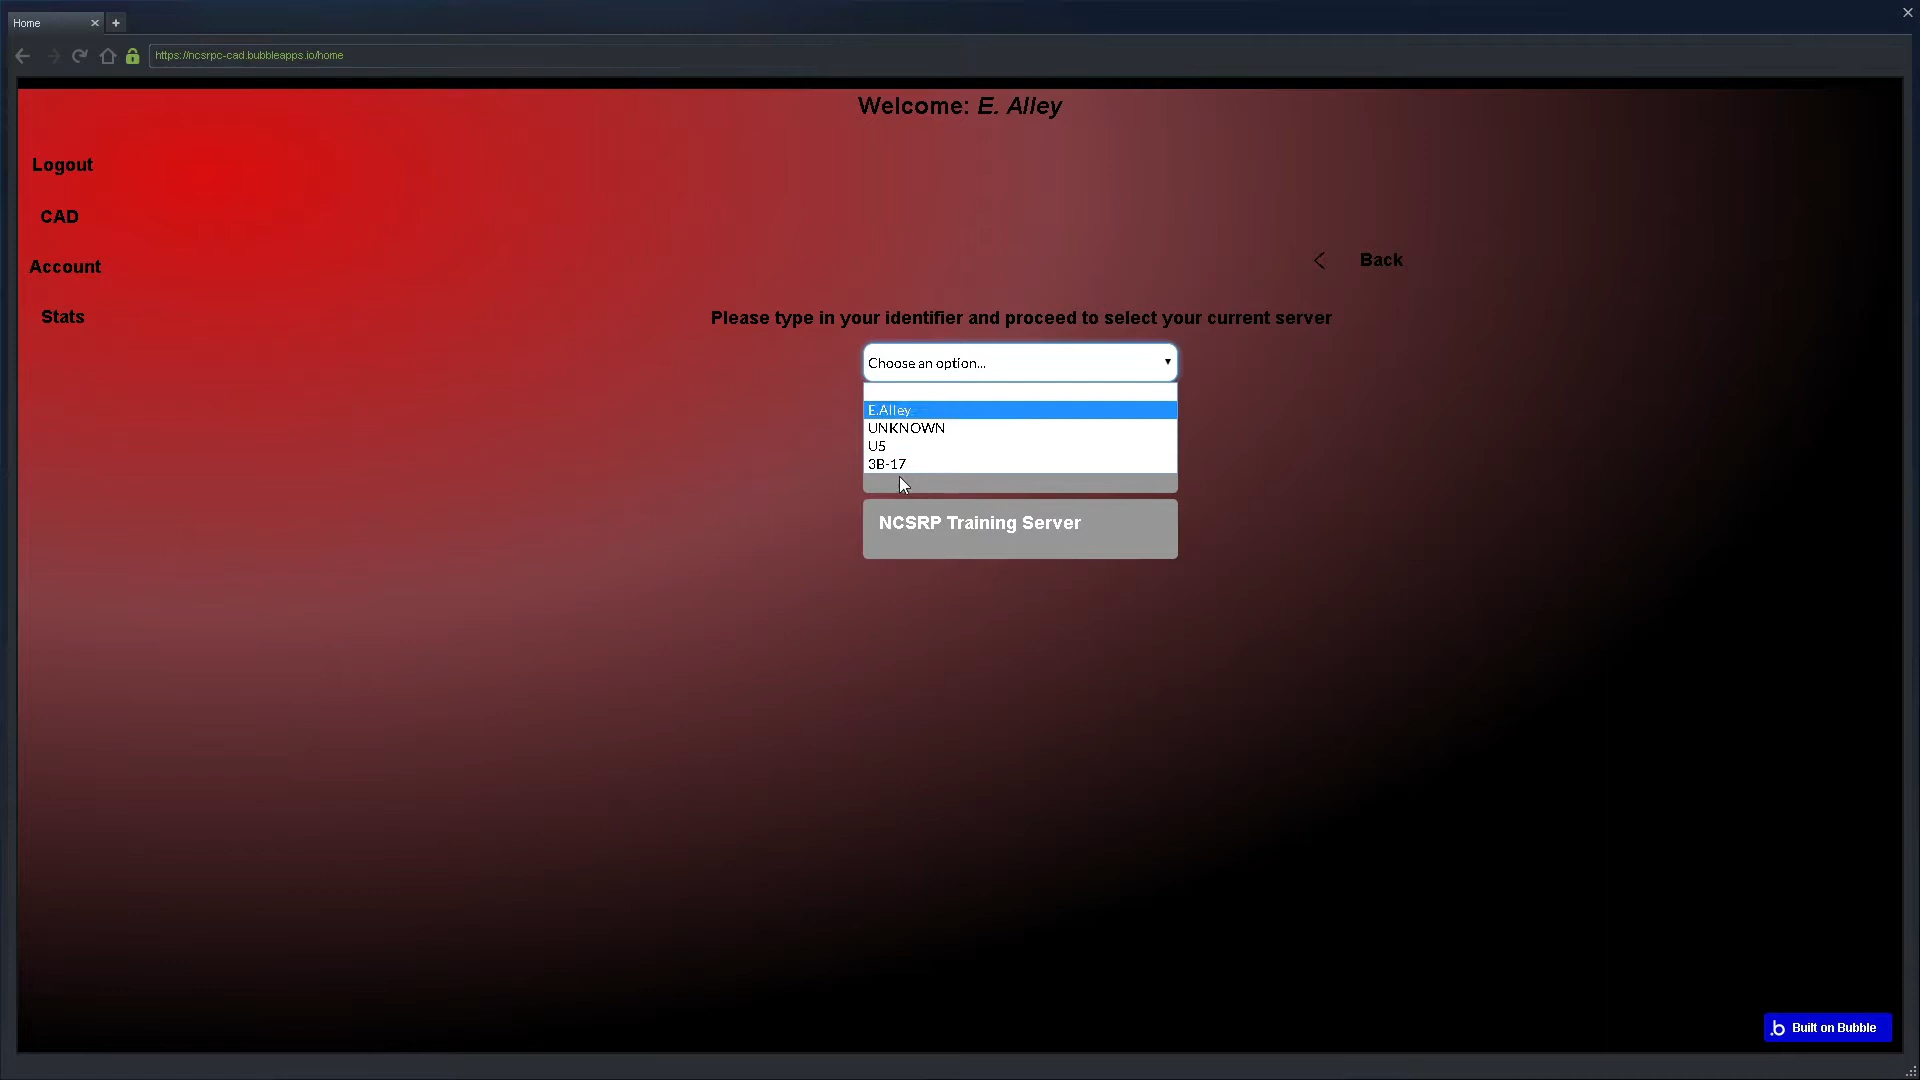 Home
https://ncsrpc-cad.bubbleapps.io/home
Welcome: E. Alley
Logout
CAD
Account
Back
Stats
Please type in your identifier and proceed to select your current server
Choose an option...
E.Alley
UNKNOWN
U5
3B-17
NCSRP Training Server
.b Built on Bubble